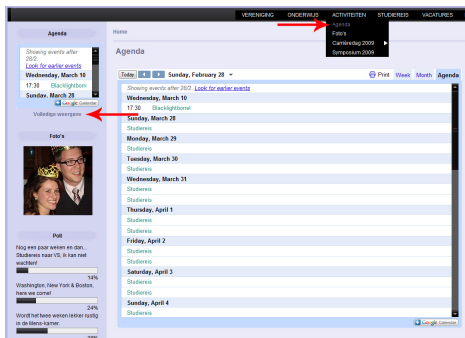 VERENIGING ONDERWIJS ACTIVITEITEN STUDIEREIS VACATURES
Agenda
Foto's
Carrièredag 2009
Symposium 2009
Agenda
Showing events after
28/2.
Look for earlier events
Wednesday, March 10
17:30 Blacklightborrel
Sunday, March 28
Google Calendar
Volledige weergave
Foto's
Poll
Nog een paar weken en dan..
Studiereis naar VS, ik kan niet
wachten!
14%
Washington, New York & Boston,
here we come!
24%
Wordt het twee weken lekker rustig
in de lilens-kamer.
Home
Agenda
Today Sunday, February 28 Print Week Month Agenda
Showing events after 28/2. Look for earlier events
Wednesday, March 10
17:30 Blacklightborrel
Sunday, March 28
Studiereis
Monday, March 29
Studiereis
Tuesday, March 30
Studiereis
Wednesday, March 31
Studiereis
Studiereis
Thursday, April 1
Studiereis
Studiereis
Friday, April 2
Studiereis
Studiereis
Saturday, April 3
Studiereis
Studiereis
Sunday, April 4
Studiereis
Google Calendar